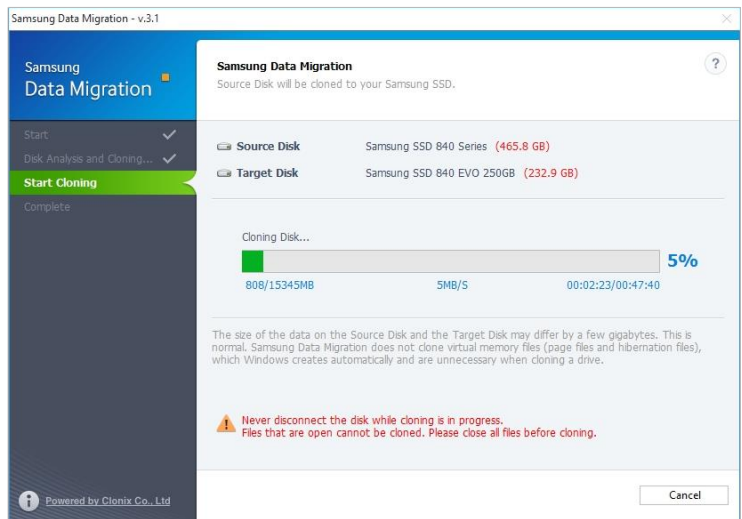 Samsung Data Migration - v.3.1
Samsung
Data Migration
Samsung Data Migration
Source Disk will be cloned to your Samsung SSD.
?
Start
Disk Analysis and Cloning...
Start Cloning
Complete
Source Disk Samsung SSD 840 Series (465.8 GB)
Target Disk Samsung SSD 840 EVO 250GB (232.9 GB)
Cloning Disk...
5%
808/15345MB 5MB/S 00:02:23/00:47:40
The size of the data on the Source Disk and the Target Disk may differ by a few gigabytes. This is
normal. Samsung Data Migration does not clone virtual memory files (page files and hibernation files),
which Windows creates automatically and are unnecessary when cloning a drive.
Never disconnect the disk while cloning is in progress.
Files that are open cannot be cloned. Please close all files before cloning.
Powered by Clonix Co., Ltd
Cancel